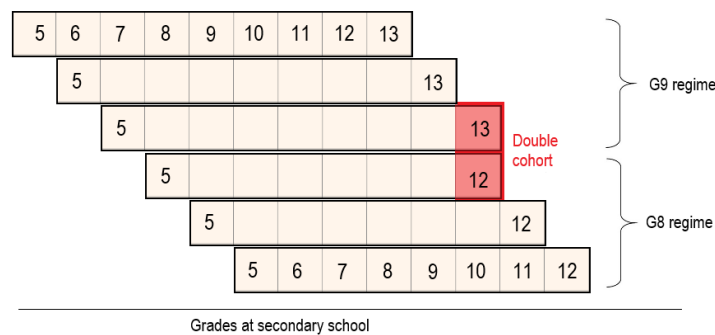 5 6 7 8 9 10 11 12 13
5 13
G9 regime
5 13
Double
cohort
5 12
5 12
G8 regime
5 6 7 8 9 10 11 12
Grades at secondary school